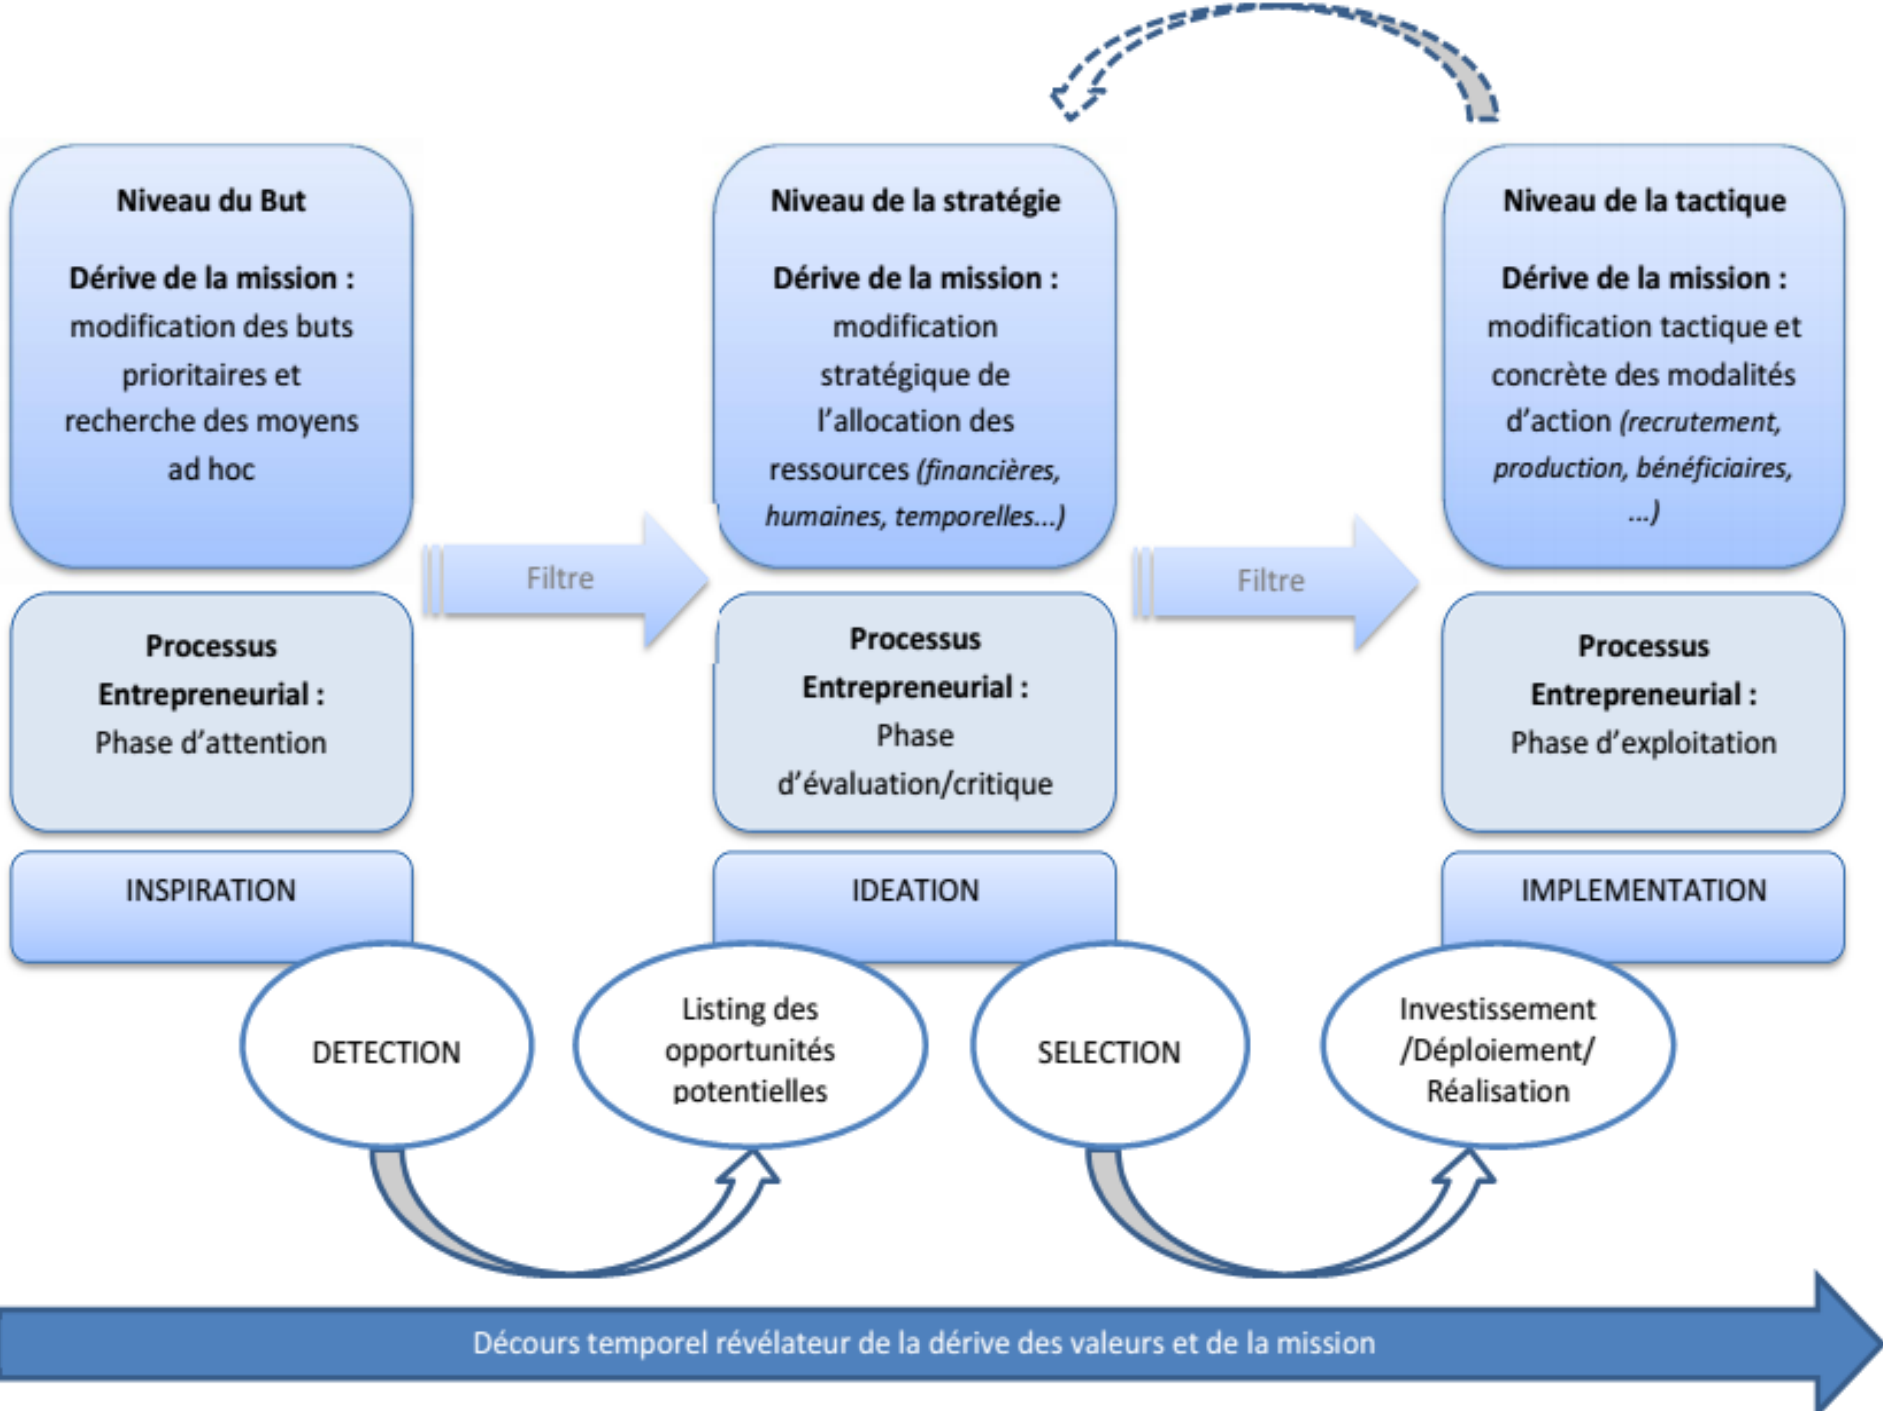 Niveau du But
Dérive de la mission :
modification des buts
prioritaires et
recherche des moyens
ad hoc
Niveau de la stratégie
Dérive de la mission :
modification
stratégique de
l’allocation des
ressources (financières,
humaines, temporelles...)
Niveau de la tactique
Dérive de la mission :
modification tactique et
concrète des modalités
d’action (recrutement,
production, bénéficiaires,
...)
Filtre
Filtre
Processus
Entrepreneurial :
Phase d’attention
Processus
Entrepreneurial :
Phase
d’évaluation/critique
Processus
Entrepreneurial :
Phase d’exploitation
INSPIRATION
IDEATION
IMPLEMENTATION
DETECTION
Listing des
opportunités
potentielles
SELECTION
Investissement
/Déploiement/
Réalisation
Décours temporel révélateur de la dérive des valeurs et de la mission